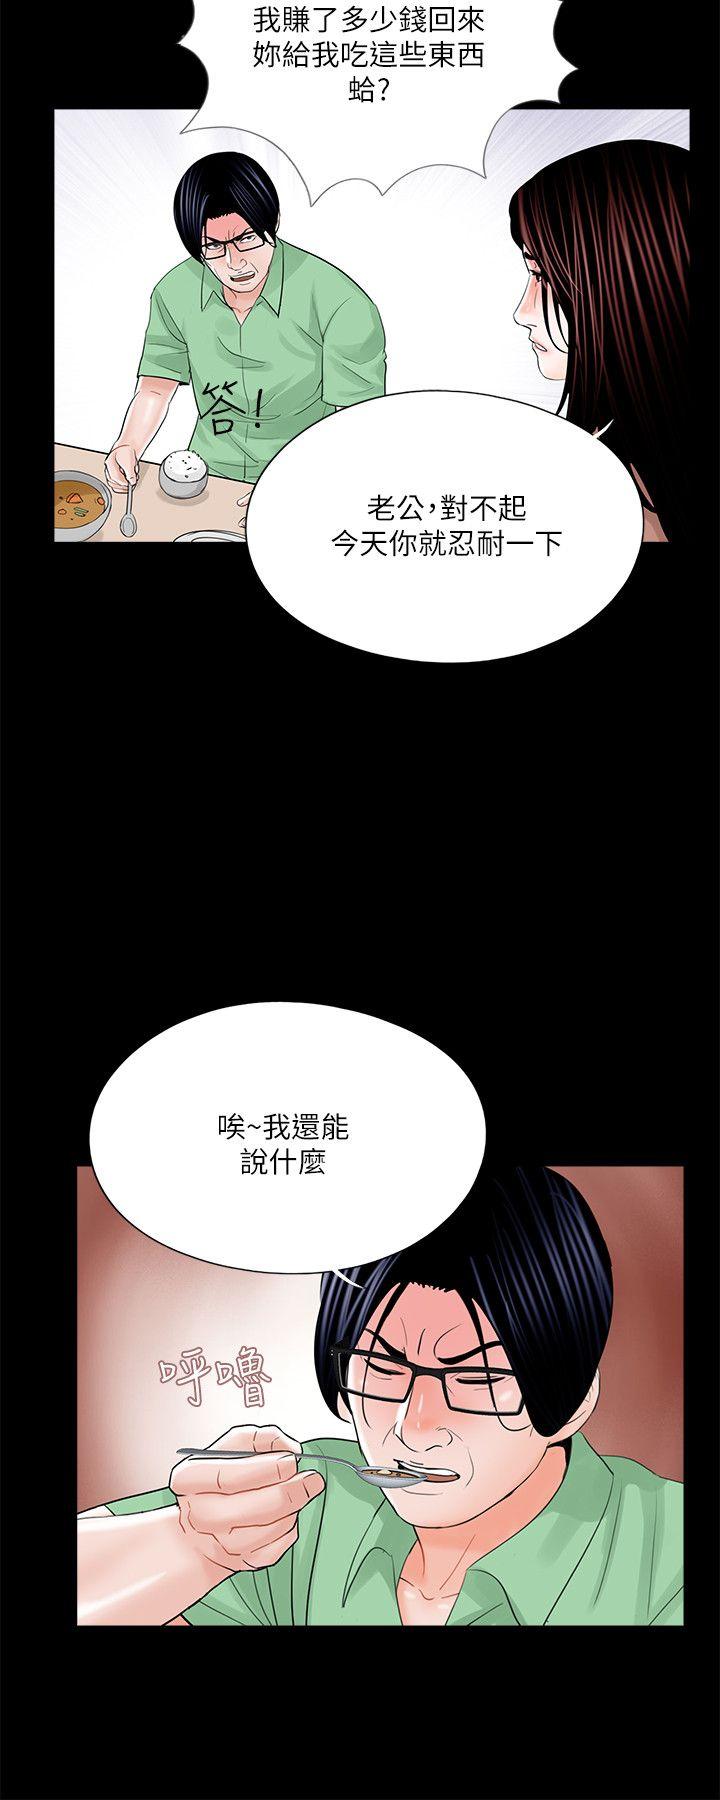 我賺了多少錢回來
妳給我吃這些東西
蛤?
答!
老公,對不起
今天你就忍耐一下
唉~我還能
說什麼
呼嚕